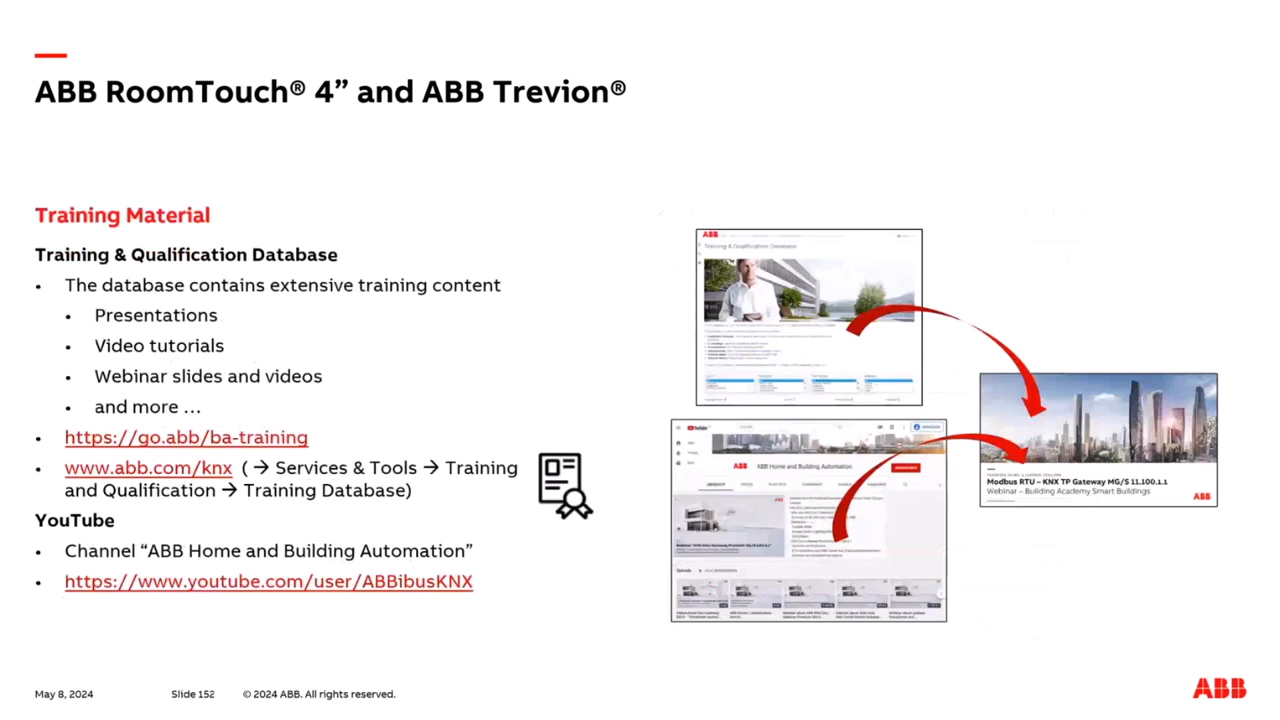 ABB RoomTouch® 4” and ABB Trevion®
Training Material
Training & Qualification Database
• The database contains extensive training content
• Presentations
• Video tutorials
• Webinar slides and videos
• and more …
• https://go.abb/ba-training
• www.abb.com/knx ( → Services & Tools → Training
and Qualification → Training Database)
YouTube
• Channel “ABB Home and Building Automation”
• https://www.youtube.com/user/ABBibusKNX
ABB
Training & Qualification Database
YouTube
ABB
ABB Home and Building Automation
Modbus RTU – KNX TP Gateway MG/S 11.100.1.1
Webinar – Building Academy Smart Buildings
ABB
May 8, 2024
Slide 152
© 2024 ABB. All rights reserved.
ABB